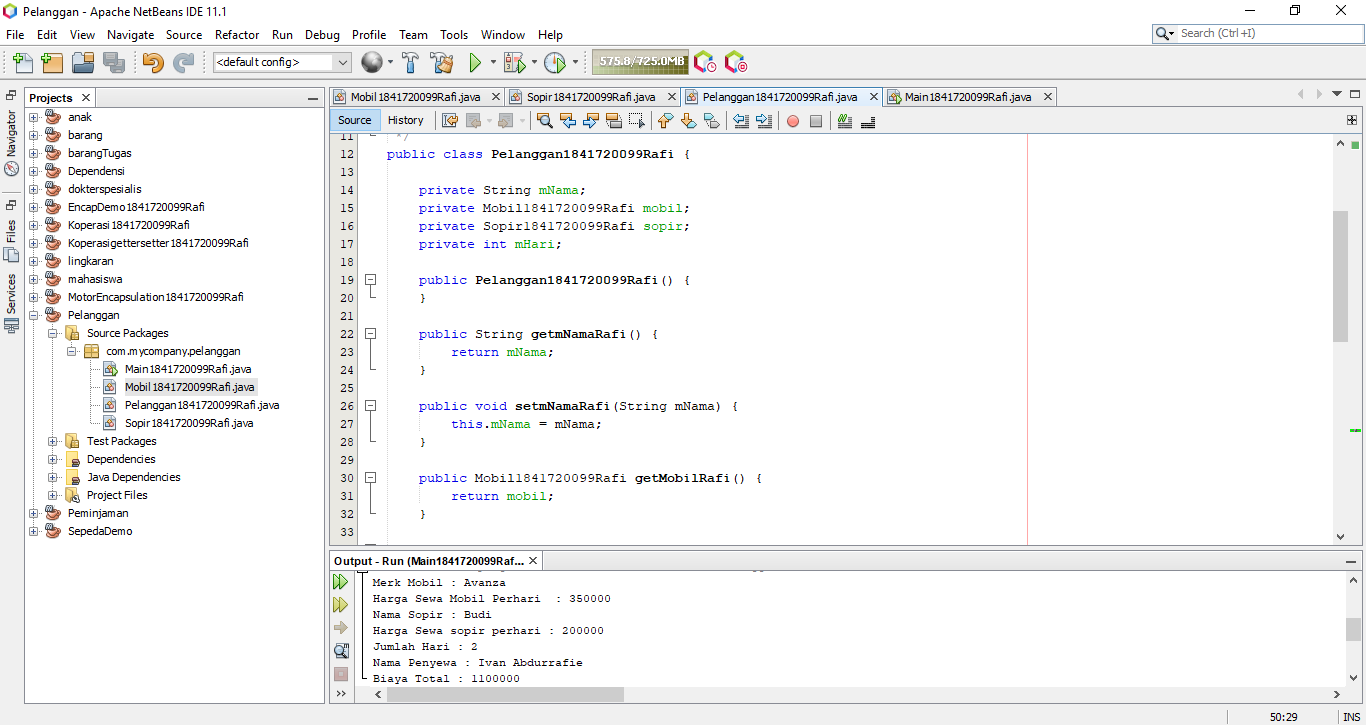 Pelanggan - Apache NetBeans IDE 11.1
File Edit View Navigate Source Refactor Run Debug Profile Team Tools Window Help
Search (Ctrl+I)
<default config>
575.8/725.0MB
Projects
Navigator
Files
Services
anak
barang
barangTugas
Dependensi
dokterspesialis
EncapDemo1841720099Rafi
Koperasi1841720099Rafi
Koperasigettersetter1841720099Rafi
lingkaran
mahasiswa
MotorEncapsulation1841720099Rafi
Pelanggan
Source Packages
com.mycompany.pelanggan
Main1841720099Rafi.java
Mobil1841720099Rafi.java
Pelanggan1841720099Rafi.java
Sopir1841720099Rafi.java
Test Packages
Dependencies
Java Dependencies
Project Files
Peminjaman
SepedaDemo
Mobil1841720099Rafi.java Sopir1841720099Rafi.java Pelanggan1841720099Rafi.java Main1841720099Rafi.java
Source History
11 */
12 public class Pelanggan1841720099Rafi {
13
14 private String mNama;
15 private Mobil1841720099Rafi mobil;
16 private Sopir1841720099Rafi sopir;
17 private int mHari;
18
19 public Pelanggan1841720099Rafi() {
20 }
21
22 public String getmNamaRafi() {
23 return mNama;
24 }
25
26 public void setmNamaRafi(String mNama) {
27 this.mNama = mNama;
28 }
29
30 public Mobil1841720099Rafi getMobilRafi() {
31 return mobil;
32 }
33
Output - Run (Main1841720099Raf...
Merk Mobil : Avanza
Harga Sewa Mobil Perhari  : 350000
Nama Sopir : Budi
Harga Sewa sopir perhari : 200000
Jumlah Hari : 2
Nama Penyewa : Ivan Abdurrafie
Biaya Total : 1100000
50:29 INS